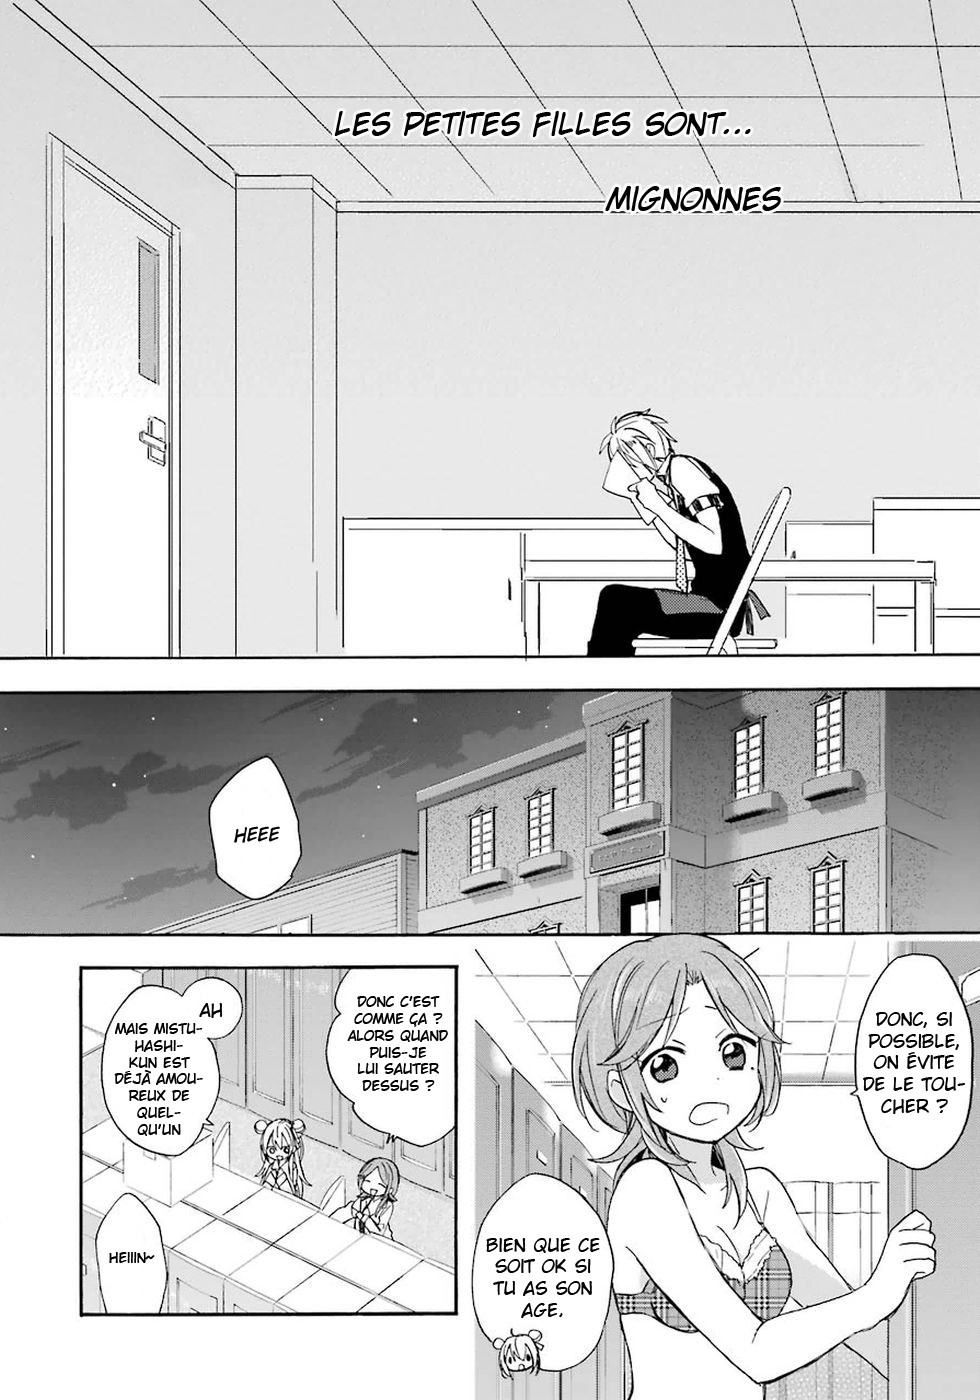 LES PETITES FILLES SONT...
MIGNONNES
HEEE
DONC, SI
POSSIBLE,
ON ÉVITE
DE LE TOU-
CHER ?
BIEN QUE CE
SOIT OK SI
TU AS SON
AGE.
DONC C'EST
COMME ÇA ?
ALORS QUAND
PUIS-JE
LUI SAUTER
DESSUS ?
AH
MAIS MISTU-
HASHI-
KUN EST
DÉJÀ AMOU-
REUX DE
QUEL-
QU'UN
HEIIIN~